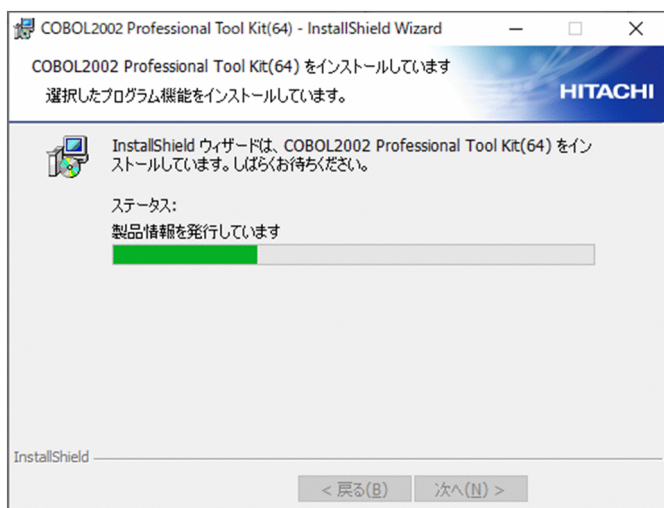 COBOL2002 Professional Tool Kit(64) - InstallShield Wizard
COBOL2002 Professional Tool Kit(64) をインストールしています
選択したプログラム機能をインストールしています。
HITACHI
InstallShield ウィザードは、COBOL2002 Professional Tool Kit(64) をイン
ストールしています。しばらくお待ちください。
ステータス:
製品情報を発行しています
InstallShield
< 戻る(B)
次へ(N) >